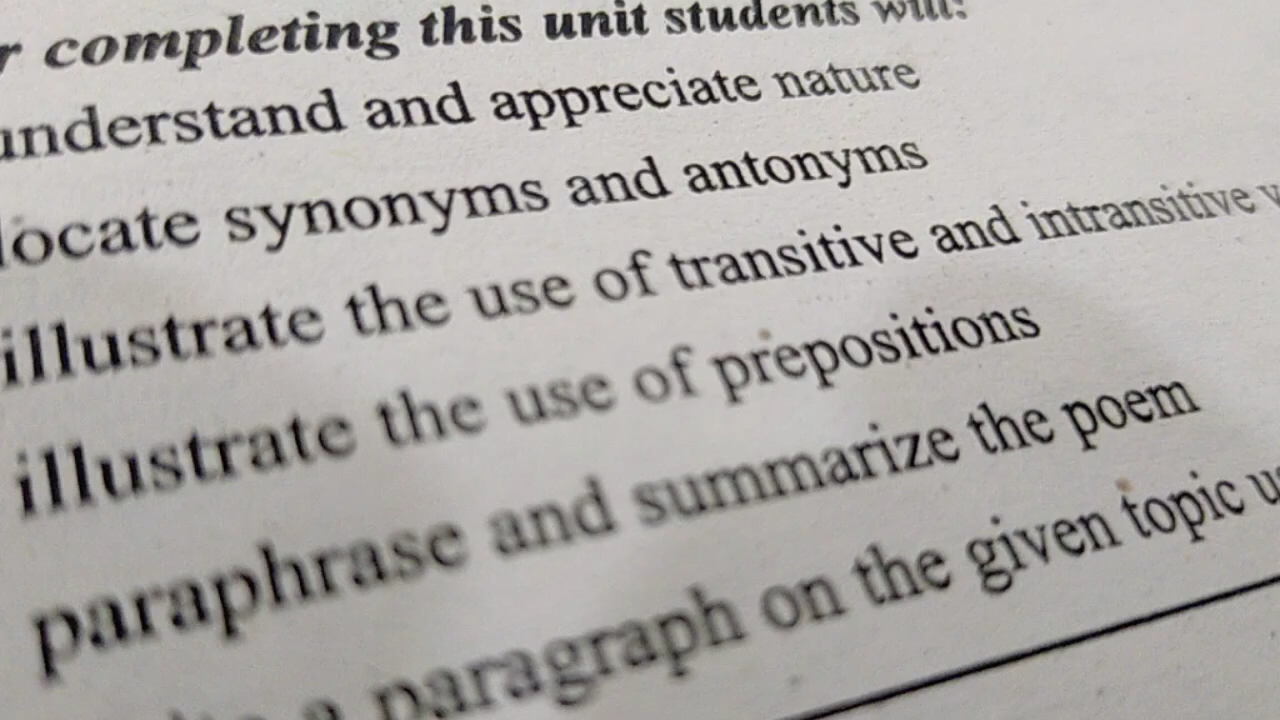 r completing this unit students will:
understand and appreciate nature
locate synonyms and antonyms
illustrate the use of transitive and intransitive v
illustrate the use of prepositions
paraphrase and summarize the poem
a paragraph on the given topic u